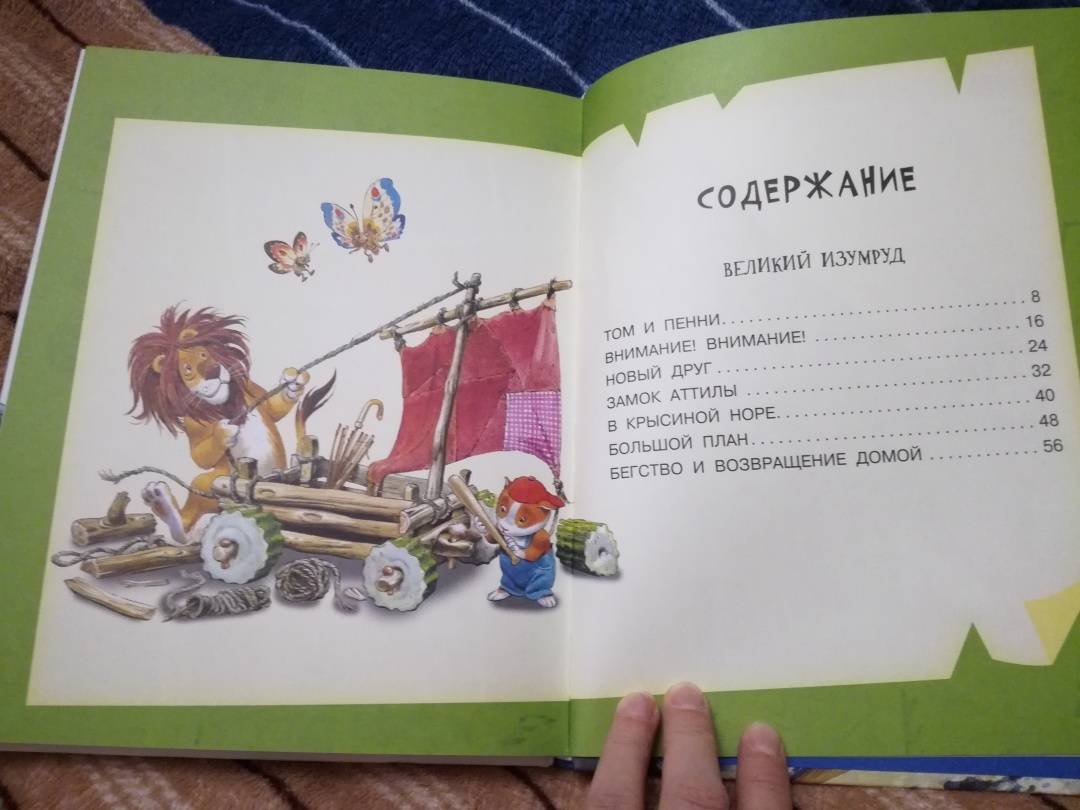 СОДЕРЖАНИЕ
ВЕЛИКИЙ ИЗУМРУД
ТОМ И ПЕННИ. . . . . . . . . . . . . . . . . . . . . . . . . . . . . . . . 8
ВНИМАНИЕ! ВНИМАНИЕ! . . . . . . . . . . . . . . . . . . . . . 16
НОВЫЙ ДРУГ . . . . . . . . . . . . . . . . . . . . . . . . . . . . . . 24
ЗАМОК АТТИЛЫ . . . . . . . . . . . . . . . . . . . . . . . . . . . 32
В КРЫСИНОЙ НОРЕ. . . . . . . . . . . . . . . . . . . . . . . . . 40
БОЛЬШОЙ ПЛАН. . . . . . . . . . . . . . . . . . . . . . . . . . . 48
БЕГСТВО И ВОЗВРАЩЕНИЕ ДОМОЙ . . . . . . . . . . . . 56